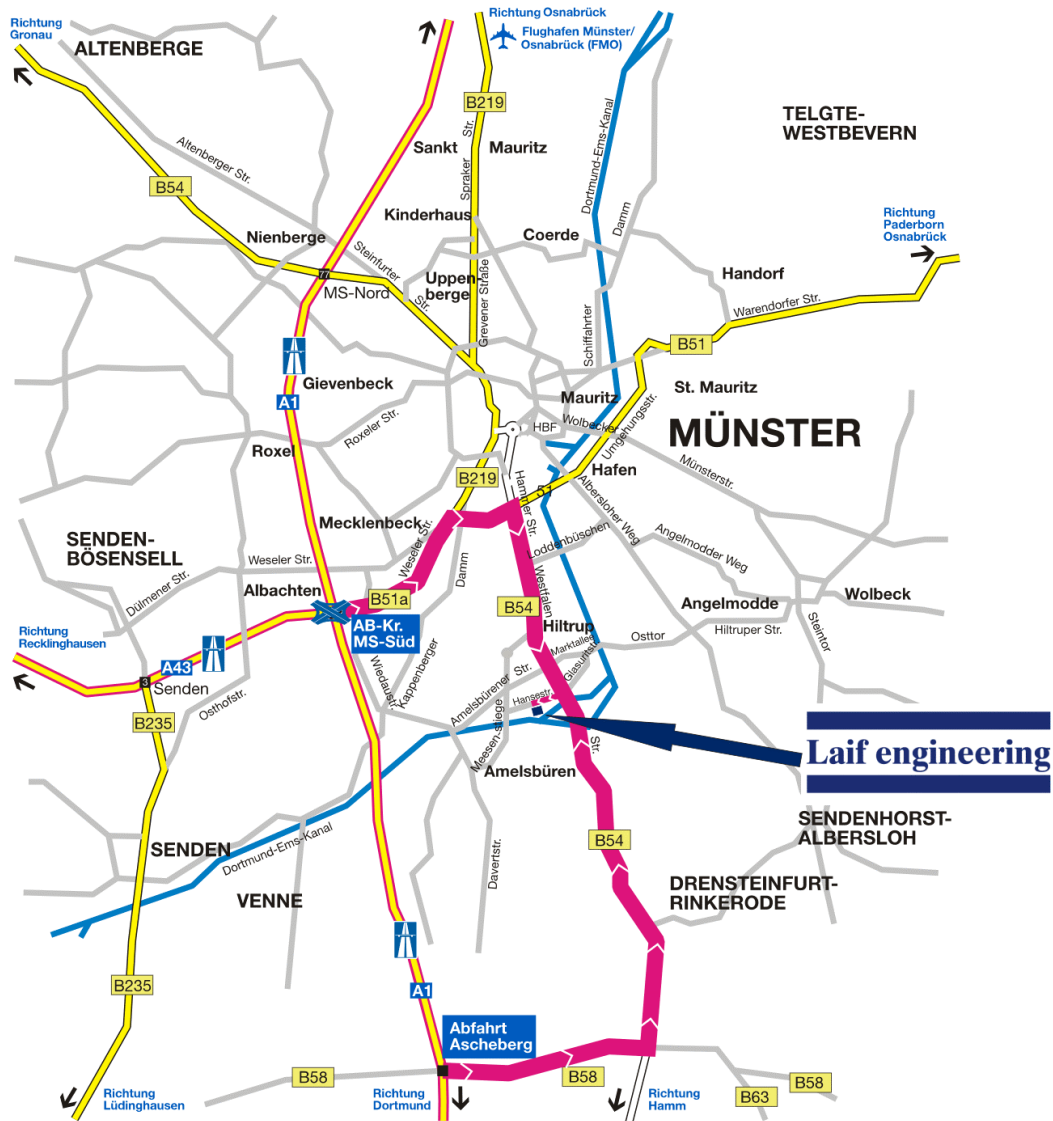 Richtung
Gronau
ALTENBERGE
Richtung Osnabrück
Flughafen Münster/
Osnabrück (FMO)
B219
TELGTE-
WESTBEVERN
Altenberger Str.
Sankt
Mauritz
Spraker
Str.
Dortmund-Ems-Kanal
B54
Kinderhaus
Damm
Richtung
Paderborn
Osnabrück
Nienberge
Coerde
Steinfurter
Str.
Uppen-
berge
Grevener Straße
Handorf
77
MS-Nord
Warendorfer Str.
Schiffahrter
B51
Gievenbeck
St. Mauritz
A1
Mauritz
Roxeler Str.
HBF
Wolbecker
Umgehungsstr.
MÜNSTER
Roxel
Hafen
Münsterstr.
B219
51
Hammer Str.
Albersloher Weg
Mecklenbeck
SENDEN-
BÖSENSELL
Weseler Str.
Weseler Str.
Loddenbüschen
Angelmodder Weg
Damm
Dülmener Str.
Albachten
B51a
Westfalen
B54
Angelmodde
Wolbeck
AB-Kr.
MS-Süd
Hiltrup
Osttor
Hiltruper Str.
Steintor
Richtung
Recklinghausen
Marktallee
Glasuritstr.
A43
3
Senden
Wiedaustr.
Kappenberger
Amelsbürener Str.
Hansestr.
Osthofstr.
B235
Meesen-stiege
Str.
Laif engineering
Amelsbüren
SENDENHORST-
ALBERSLOH
B54
SENDEN
Dortmund-Ems-Kanal
Davertstr.
VENNE
DRENSTEINFURT-
RINKERODE
B235
A1
Abfahrt
Ascheberg
B58
B58
B58
B63
Richtung
Lüdinghausen
Richtung
Dortmund
Richtung
Hamm